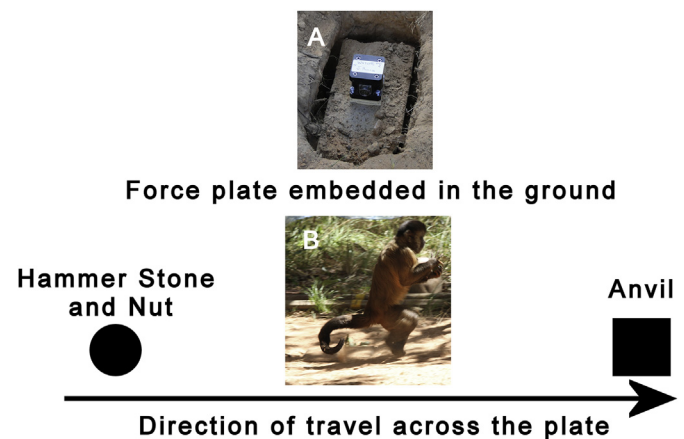 A
Force plate embedded in the ground
B
Hammer Stone
and Nut
Anvil
Direction of travel across the plate